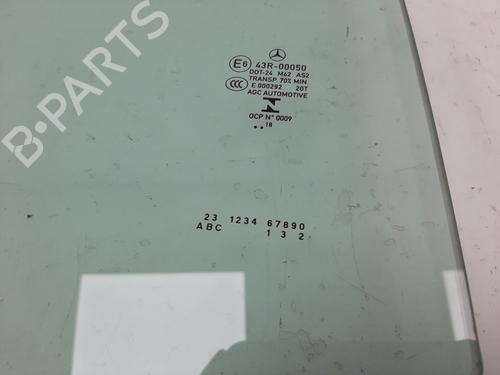 B-PARTS
E6 43R-00050
DOT-24 M62 AS2
TRANSP. 70% MIN.
CCC E 000292 20T
AGC AUTOMOTIVE
N
OCP N° 0009
.. 18
23 1234 67890
ABC 1 3 2